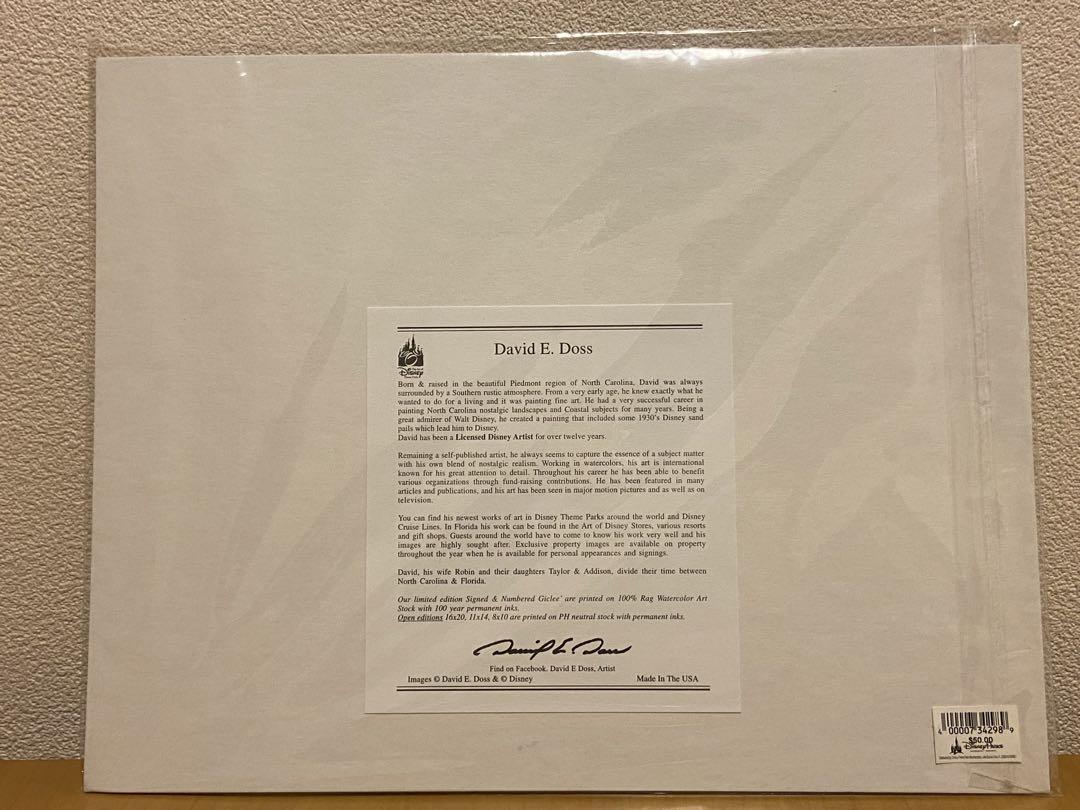 David E. Doss
Disney
Born & raised in the beautiful Piedmont region of North Carolina, David was always
surrounded by a Southern rustic atmosphere. From a very early age, he knew exactly what he
wanted to do for a living and it was painting fine art. He had a very successful career in
painting North Carolina nostalgic landscapes and Coastal subjects for many years. Being a
great admirer of Walt Disney, he created a painting that included some 1930's Disney sand
pails which lead him to Disney.
David has been a Licensed Disney Artist for over twelve years.
Remaining a self-published artist, he always seems to capture the essence of a subject matter
with his own blend of nostalgic realism. Working in watercolors, his art is international
known for his great attention to detail. Throughout his career he has been able to benefit
various organizations through fund-raising contributions. He has been featured in many
articles and publications, and his art has been seen in major motion pictures and as well as on
television.
You can find his newest works of art in Disney Theme Parks around the world and Disney
Cruise Lines. In Florida his work can be found in the Art of Disney Stores, various resorts
and gift shops. Guests around the world have to come to know his work very well and his
images are highly sought after. Exclusive property images are available on property
throughout the year when he is available for personal appearances and signings.
David, his wife Robin and their daughters Taylor & Addison, divide their time between
North Carolina & Florida.
Our limited edition Signed & Numbered Giclee' are printed on 100% Rag Watercolor Art
Stock with 100 year permanent inks.
Open editions 16x20, 11x14, 8x10 are printed on PH neutral stock with permanent inks.
David E. Doss
Find on Facebook. David E Doss, Artist
Images © David E. Doss & © Disney Made In The USA
4 00007 34298 9
$50.00
Disney Parks